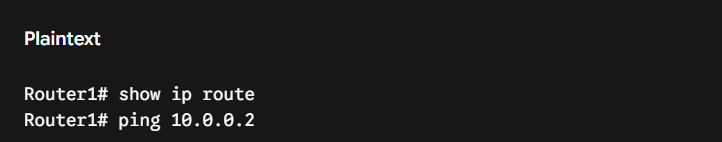 Plaintext
Router1# show ip route
Router1# ping 10.0.0.2